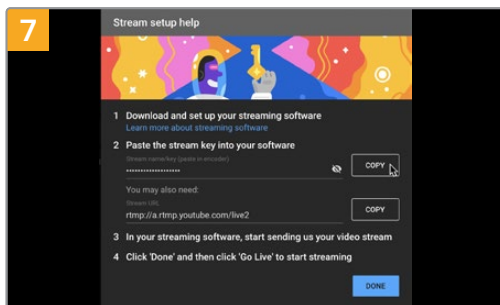 7
Stream setup help
1 Download and set up your streaming software
Learn more about streaming software
2 Paste the stream key into your software
Stream name/key (paste in encoder)
••••••••••••••••••••
COPY
You may also need:
Stream URL
rtmp://a.rtmp.youtube.com/live2
COPY
3 In your streaming software, start sending us your video stream
4 Click 'Done' and then click 'Go Live' to start streaming
DONE